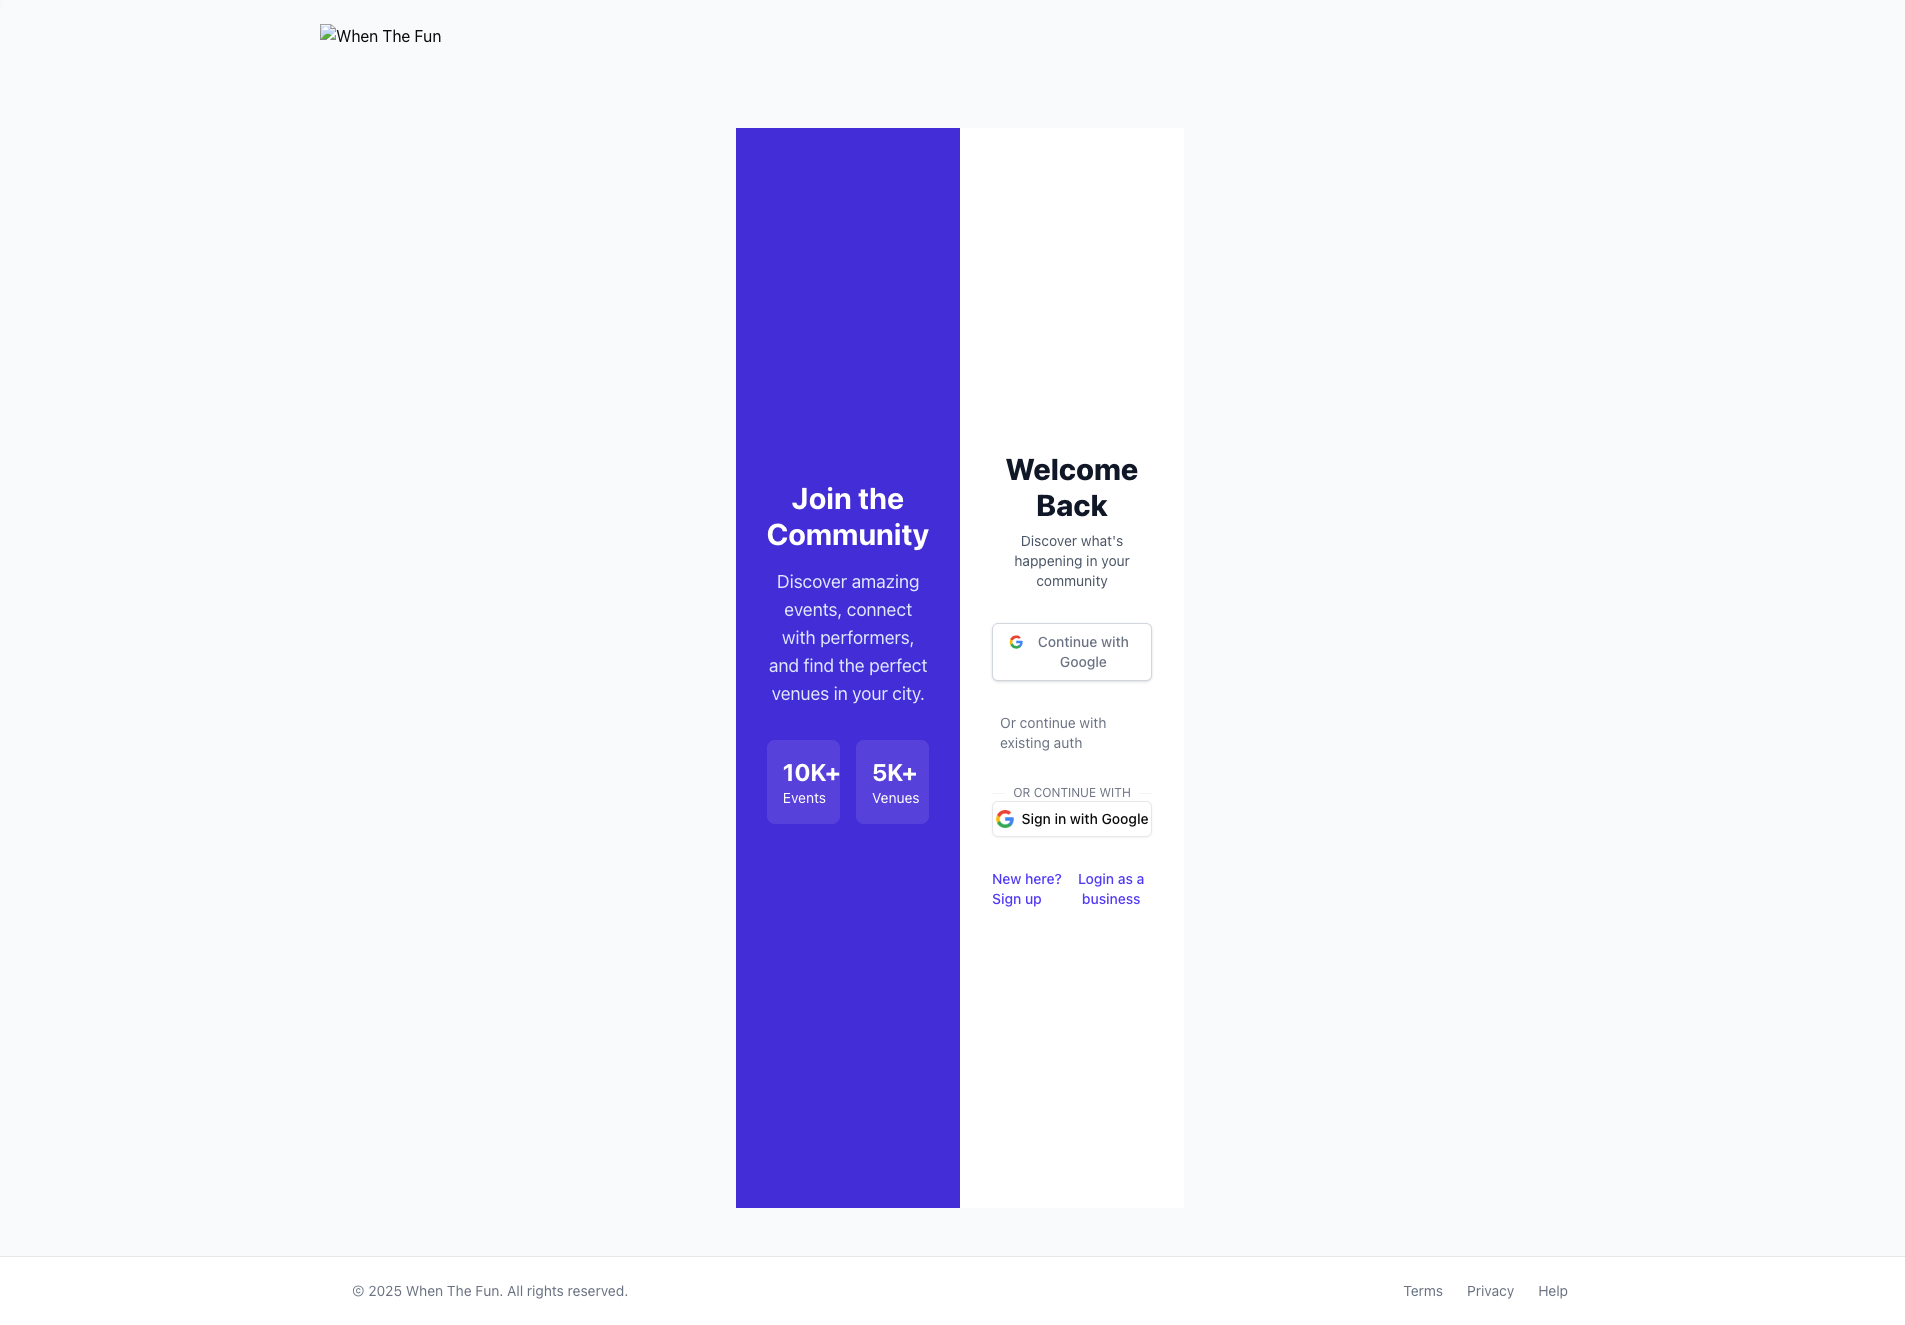 When The Fun
Join the
Community
Discover amazing
events, connect
with performers,
and find the perfect
venues in your city.
10K+
Events
5K+
Venues
Welcome
Back
Discover what's
happening in your
community
Continue with
Google
Or continue with
existing auth
OR CONTINUE WITH
Sign in with Google
New here?
Sign up
Login as a
business
© 2025 When The Fun. All rights reserved.
Terms Privacy Help